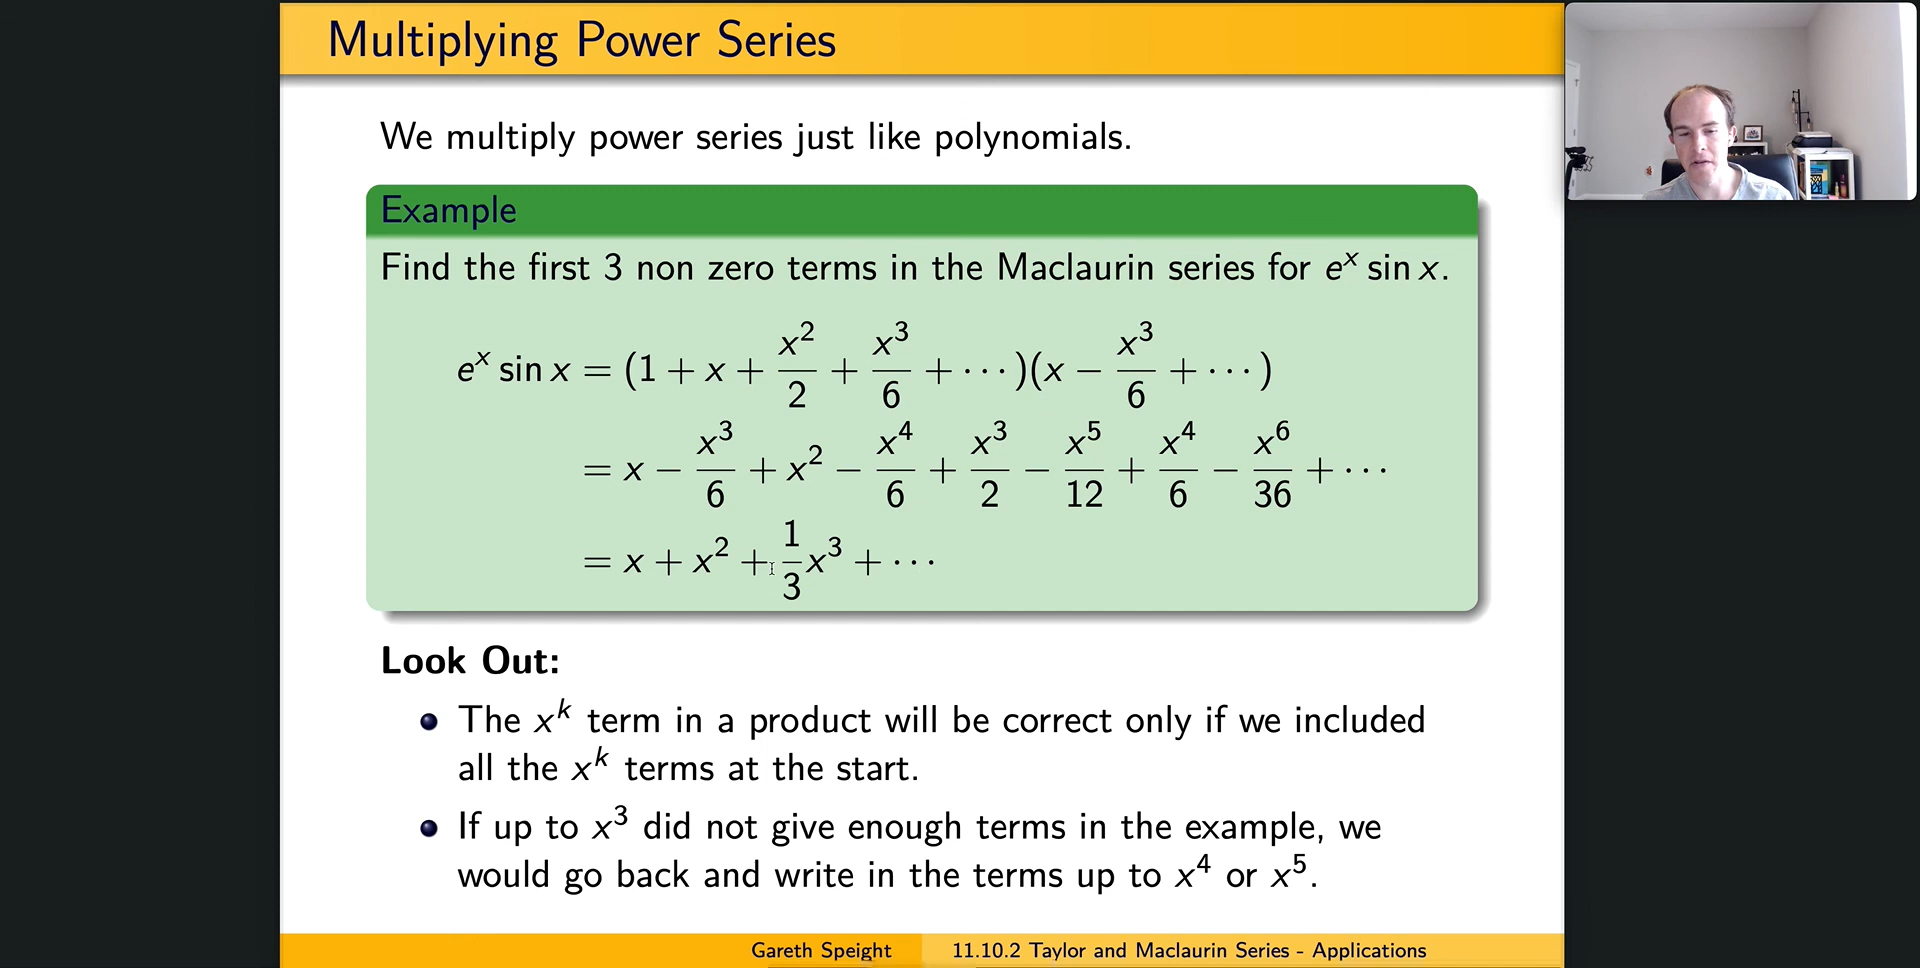 Multiplying Power Series
We multiply power series just like polynomials.
Example
Find the first 3 non zero terms in the Maclaurin series for e^x sin x.
e^x sin x = (1 + x + x^2/2 + x^3/6 + ···)(x − x^3/6 + ···)
= x − x^3/6 + x^2 − x^4/6 + x^3/2 − x^5/12 + x^4/6 − x^6/36 + ···
= x + x^2 + 1/3 x^3 + ···
Look Out:
The x^k term in a product will be correct only if we included
all the x^k terms at the start.
If up to x^3 did not give enough terms in the example, we
would go back and write in the terms up to x^4 or x^5.
Gareth Speight 11.10.2 Taylor and Maclaurin Series - Applications